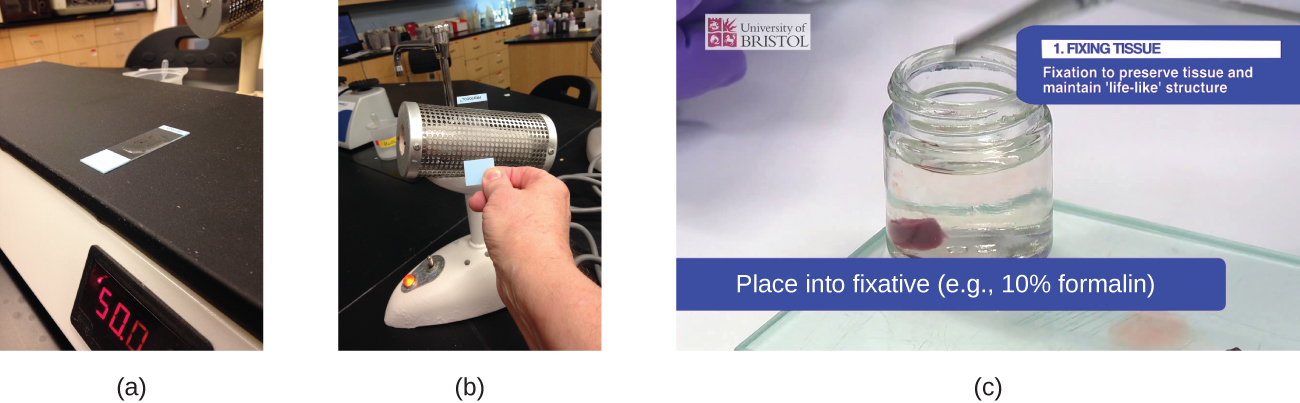 50.0
University of
BRISTOL
1. FIXING TISSUE
Fixation to preserve tissue and
maintain 'life-like' structure
Place into fixative (e.g., 10% formalin)
(a)
(b)
(c)